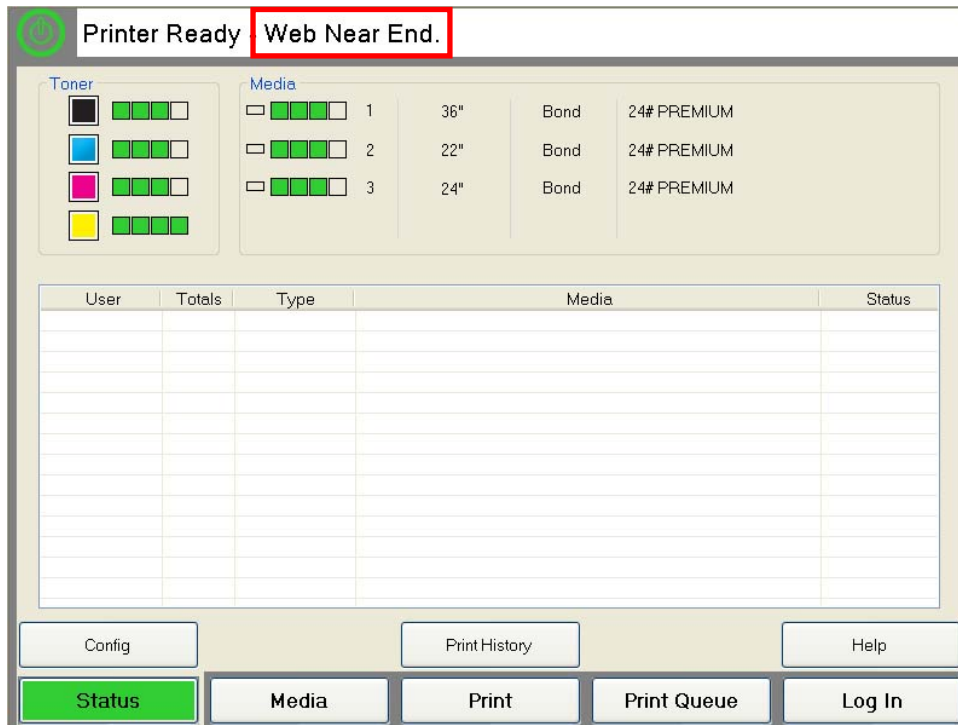 Printer Ready - Web Near End.
Toner
Media
1 36" Bond 24# PREMIUM
2 22" Bond 24# PREMIUM
3 24" Bond 24# PREMIUM
User Totals Type Media Status
Config Print History Help
Status Media Print Print Queue Log In